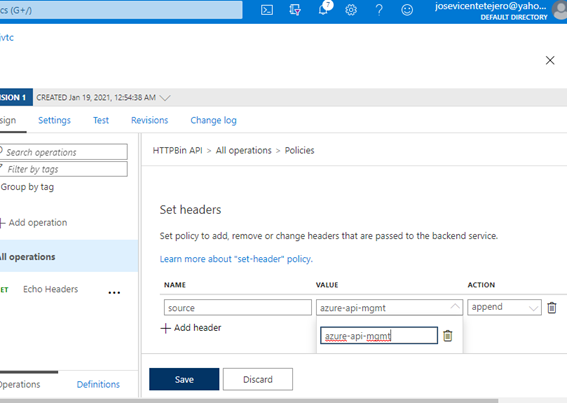 cs (G+/)
7
josevicentetejero@yaho...
DEFAULT DIRECTORY
ivtc
ISION 1 CREATED Jan 19, 2021, 12:54:38 AM
sign Settings Test Revisions Change log
Search operations
Filter by tags
Group by tag
+ Add operation
All operations
ET Echo Headers ...
Operations Definitions
HTTPBin API > All operations > Policies
Set headers
Set policy to add, remove or change headers that are passed to the backend service.
Learn more about "set-header" policy.
NAME VALUE ACTION
source azure-api-mgmt append
+ Add header
azure-api-mgmt
Save Discard